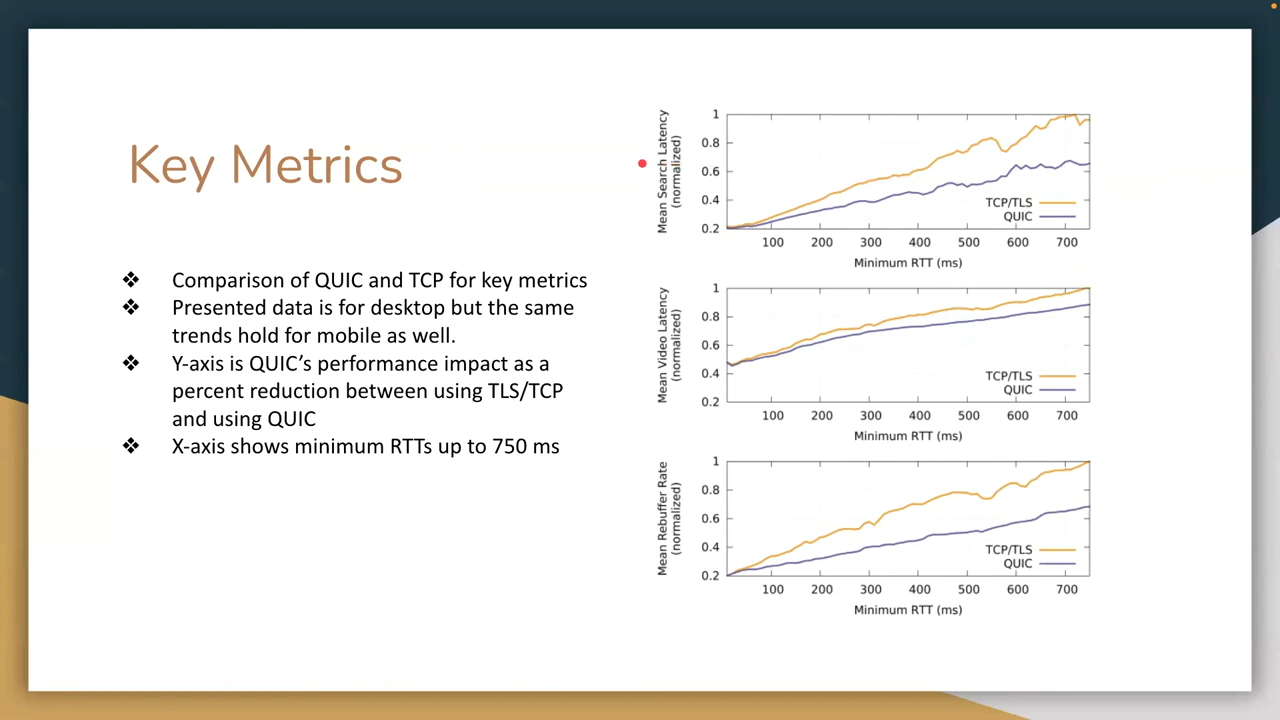 Key Metrics
❖ Comparison of QUIC and TCP for key metrics
❖ Presented data is for desktop but the same
trends hold for mobile as well.
❖ Y-axis is QUIC’s performance impact as a
percent reduction between using TLS/TCP
and using QUIC
❖ X-axis shows minimum RTTs up to 750 ms
Mean Search Latency
(normalized)
1
0.8
0.6
0.4
0.2
TCP/TLS
QUIC
100 200 300 400 500 600 700
Minimum RTT (ms)
Mean Video Latency
(normalized)
1
0.8
0.6
0.4
0.2
TCP/TLS
QUIC
100 200 300 400 500 600 700
Minimum RTT (ms)
Mean Rebuffer Rate
(normalized)
1
0.8
0.6
0.4
0.2
TCP/TLS
QUIC
100 200 300 400 500 600 700
Minimum RTT (ms)